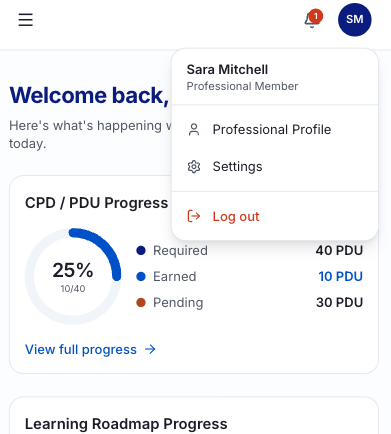 1
SM
Sara Mitchell
Professional Member
Professional Profile
Settings
Log out
Welcome back,
Here's what's happening
today.
CPD / PDU Progress
25%
10/40
Required 40 PDU
Earned 10 PDU
Pending 30 PDU
View full progress
Learning Roadmap Progress